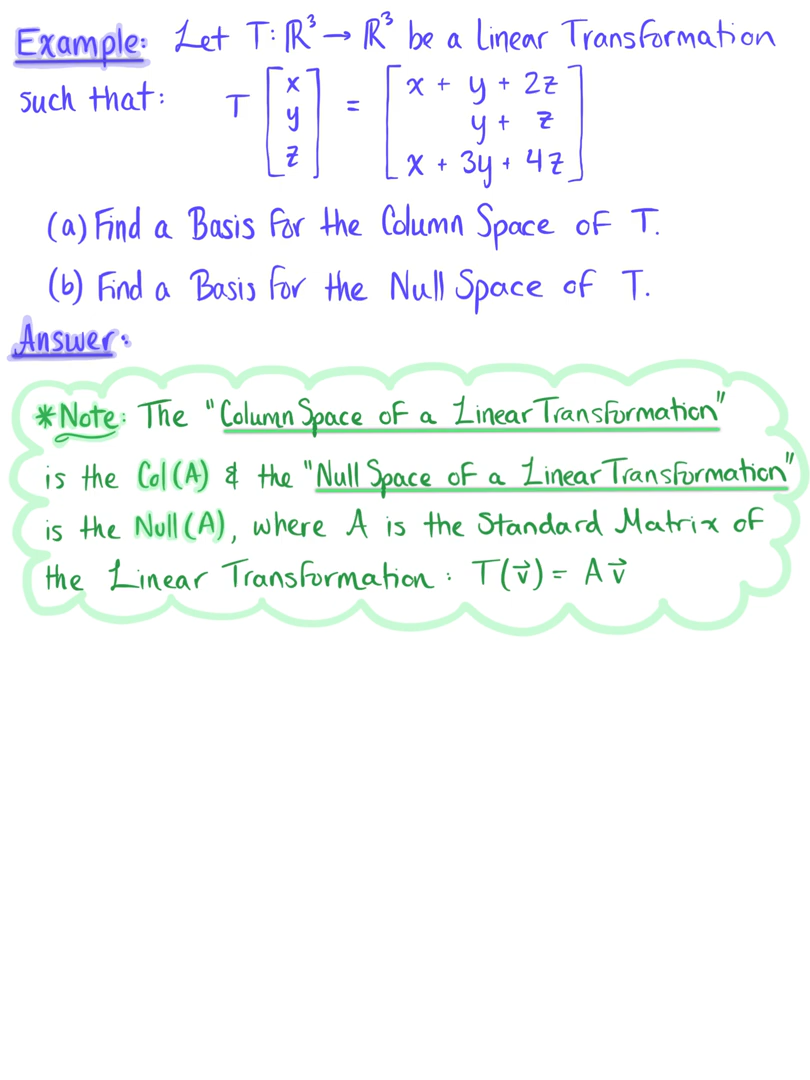 Example: Let T: ℝ³ → ℝ³ be a Linear Transformation
such that: T [x y z] = [x + y + 2z
y + z
x + 3y + 4z]
(a) Find a Basis for the Column Space of T.
(b) Find a Basis for the Null Space of T.
Answer:
*Note: The "Column Space of a Linear Transformation"
is the Col(A) & the "Null Space of a Linear Transformation"
is the Null(A), where A is the Standard Matrix of
the Linear Transformation: T(v⃗) = Av⃗